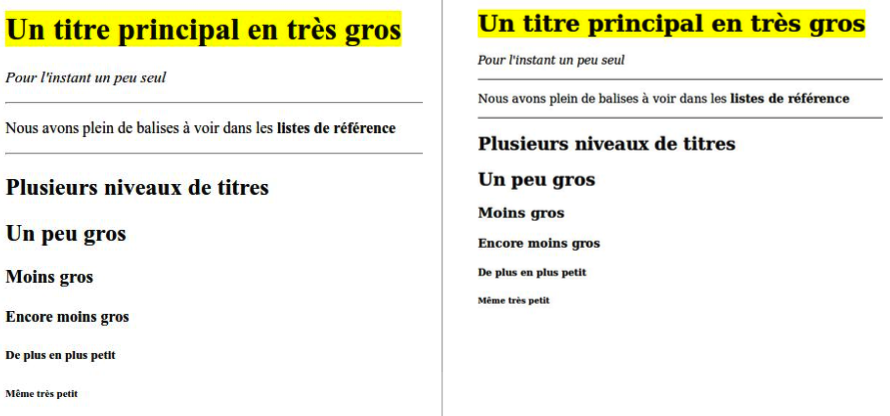 Un titre principal en très gros
Pour l'instant un peu seul
Nous avons plein de balises à voir dans les listes de référence
Plusieurs niveaux de titres
Un peu gros
Moins gros
Encore moins gros
De plus en plus petit
Même très petit
Un titre principal en très gros
Pour l'instant un peu seul
Nous avons plein de balises à voir dans les listes de référence
Plusieurs niveaux de titres
Un peu gros
Moins gros
Encore moins gros
De plus en plus petit
Même très petit